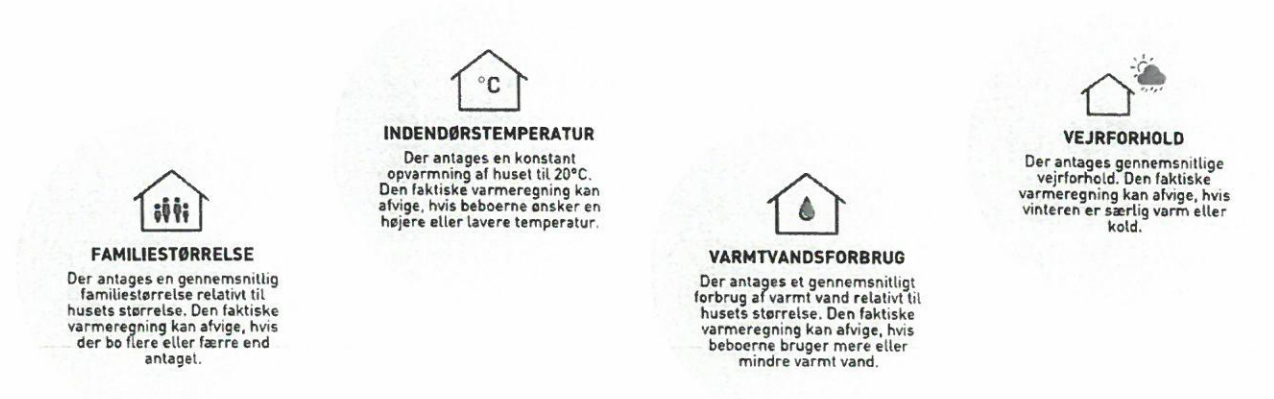 FAMILIESTØRRELSE
Der antages en gennemsnitlig
familiestørrelse relativt til
husets størrelse. Den faktiske
varmeregning kan afvige, hvis
der bo flere eller færre end
antaget.
°C
INDENDØRSTEMPERATUR
Der antages en konstant
opvarmning af huset til 20°C.
Den faktiske varmeregning kan
afvige, hvis beboerne ønsker en
højere eller lavere temperatur.
VARMTVANDSFORBRUG
Der antages et gennemsnitligt
forbrug af varmt vand relativt til
husets størrelse. Den faktiske
varmeregning kan afvige, hvis
beboerne bruger mere eller
mindre varmt vand.
VEJRFORHOLD
Der antages gennemsnitlige
vejrforhold. Den faktiske
varmeregning kan afvige, hvis
vinteren er særlig varm eller
kold.